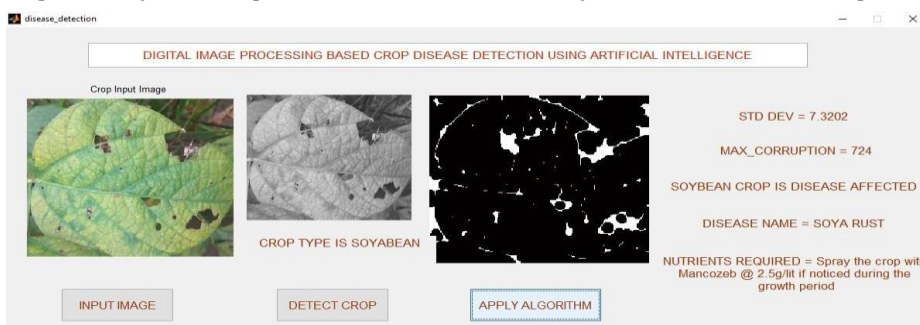 disease_detection
DIGITAL IMAGE PROCESSING BASED CROP DISEASE DETECTION USING ARTIFICIAL INTELLIGENCE
Crop Input Image
STD DEV = 7.3202
MAX_CORRUPTION = 724
SOYBEAN CROP IS DISEASE AFFECTED
DISEASE NAME = SOYA RUST
CROP TYPE IS SOYABEAN
NUTRIENTS REQUIRED = Spray the crop wit
Mancozeb @ 2.5g/lit if noticed during the
growth period
INPUT IMAGE
DETECT CROP
APPLY ALGORITHM